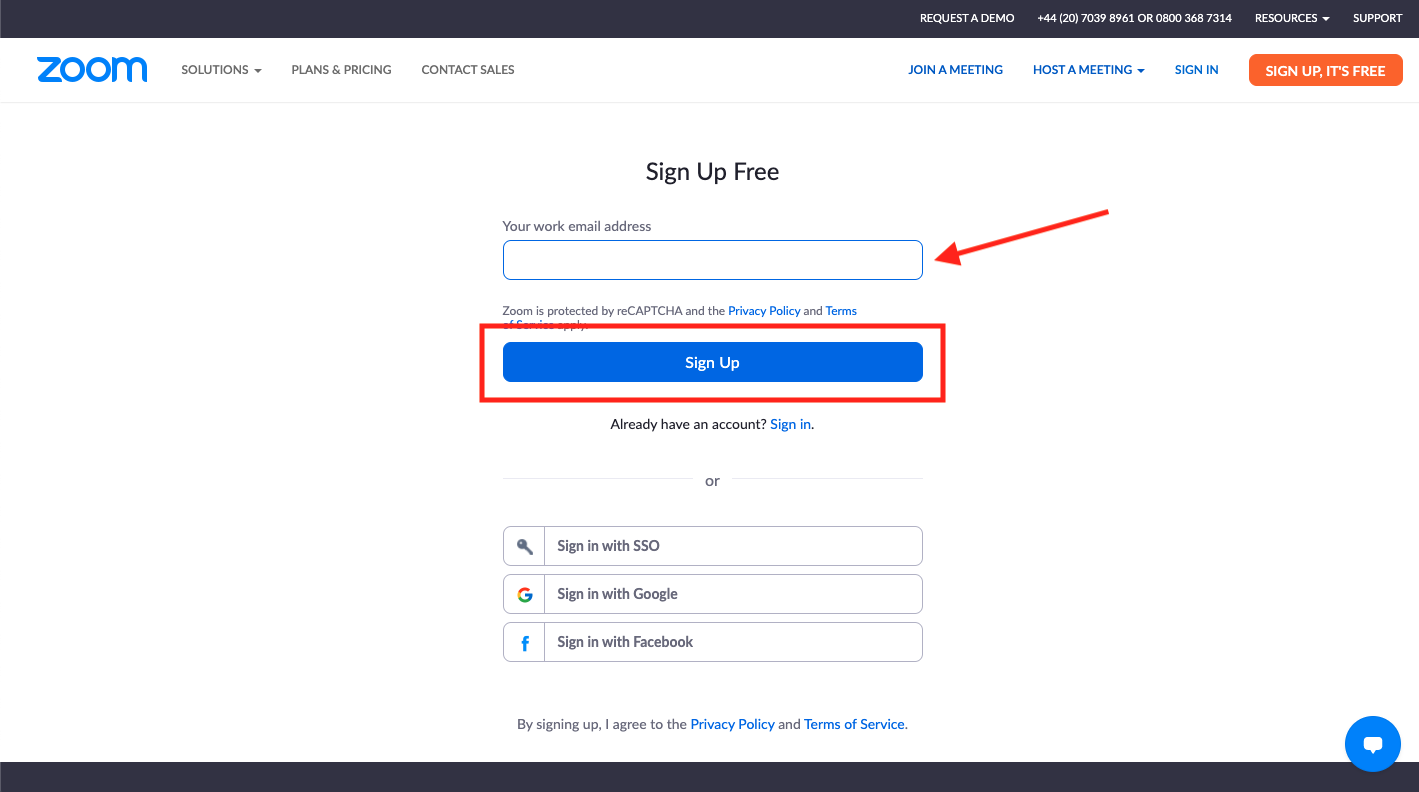 REQUEST A DEMO +44 (20) 7039 8961 OR 0800 368 7314 RESOURCES SUPPORT
zoom SOLUTIONS PLANS & PRICING CONTACT SALES JOIN A MEETING HOST A MEETING SIGN IN SIGN UP, IT'S FREE
Sign Up Free
Your work email address
Zoom is protected by reCAPTCHA and the Privacy Policy and Terms
of Service apply.
Sign Up
Already have an account? Sign in.
or
Sign in with SSO
G Sign in with Google
f Sign in with Facebook
By signing up, I agree to the Privacy Policy and Terms of Service.